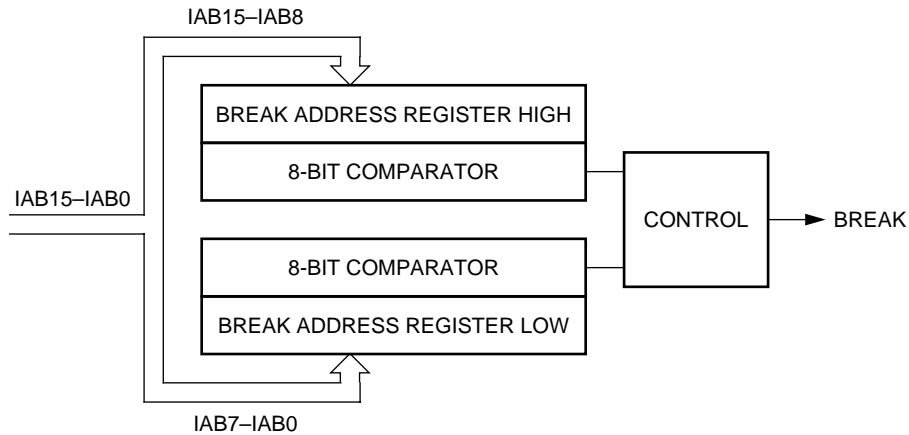 IAB15–IAB8
BREAK ADDRESS REGISTER HIGH
8-BIT COMPARATOR
IAB15–IAB0
CONTROL
BREAK
8-BIT COMPARATOR
BREAK ADDRESS REGISTER LOW
IAB7–IAB0